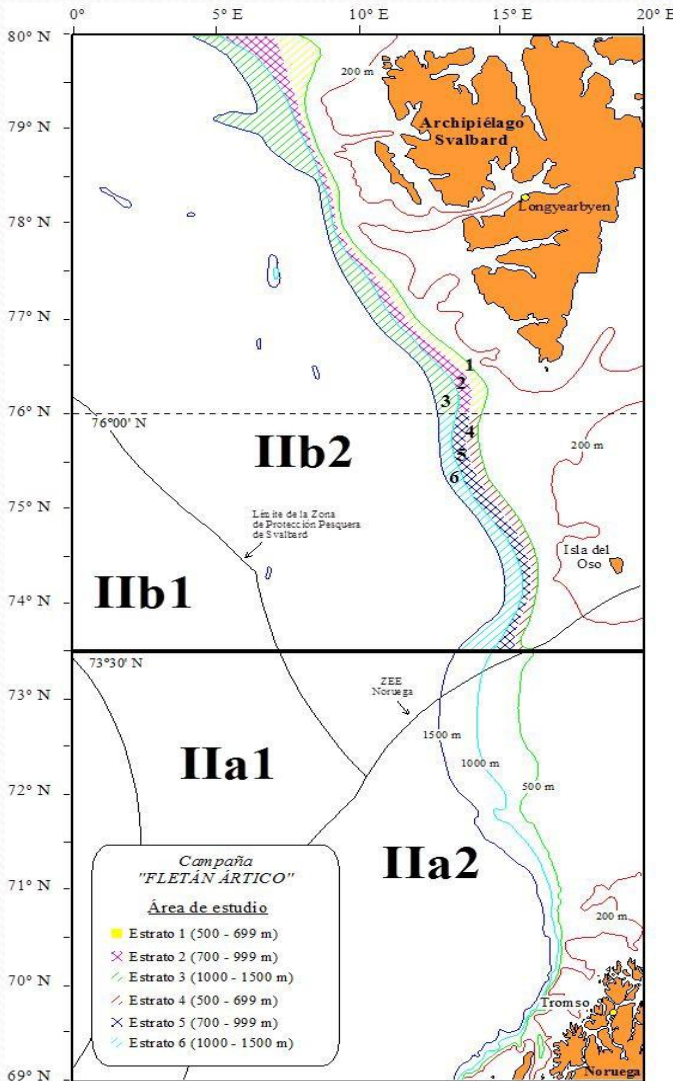 0° 5° E 10° E 15° E 20° E
80° N
200 m
79° N
Archipiélago
Svalbard
Longyearbyen
78° N
77° N
1
2
3
76° N
76°00' N
4
200 m
IIb2
5
6
75° N
Límite de la Zona
de Protección Pesquera
de Svalbard
Isla del
Oso
IIb1
74° N
73°30' N
73° N
ZEE
Noruega
1500 m
IIa1
1000 m
500 m
72° N
Campaña
"FLETÁN ÁRTICO"
IIa2
71° N
Área de estudio
200 m
Estrato 1 (500 - 699 m)
Estrato 2 (700 - 999 m)
Estrato 3 (1000 - 1500 m)
70° N
Estrato 4 (500 - 699 m)
Tromso
Estrato 5 (700 - 999 m)
Estrato 6 (1000 - 1500 m)
Noruega
69° N